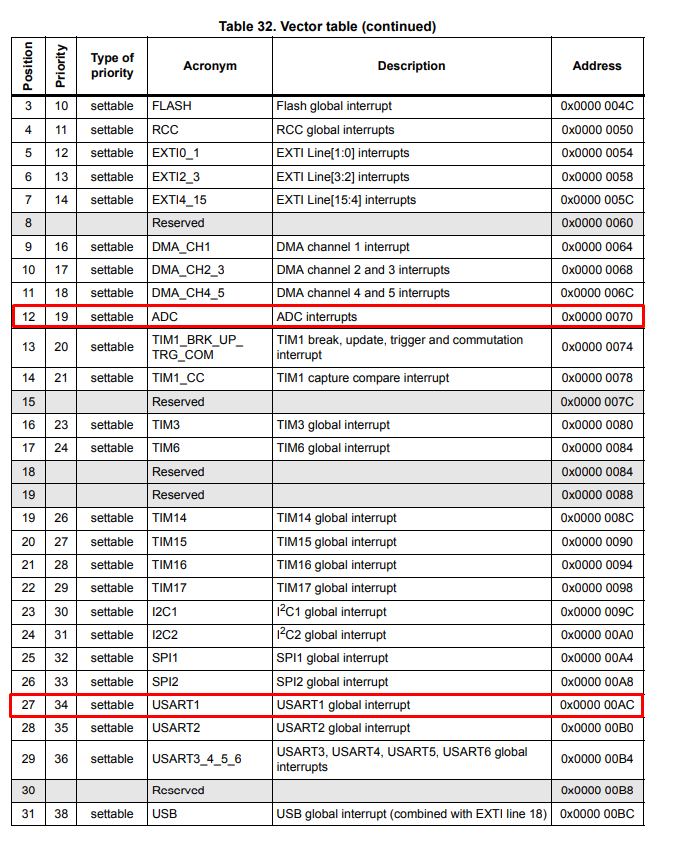 Table 32. Vector table (continued)
Position Priority Type of priority Acronym Description Address
3 10 settable FLASH Flash global interrupt 0x0000 004C
4 11 settable RCC RCC global interrupts 0x0000 0050
5 12 settable EXTI0_1 EXTI Line[1:0] interrupts 0x0000 0054
6 13 settable EXTI2_3 EXTI Line[3:2] interrupts 0x0000 0058
7 14 settable EXTI4_15 EXTI Line[15:4] interrupts 0x0000 005C
8 Reserved 0x0000 0060
9 16 settable DMA_CH1 DMA channel 1 interrupt 0x0000 0064
10 17 settable DMA_CH2_3 DMA channel 2 and 3 interrupts 0x0000 0068
11 18 settable DMA_CH4_5 DMA channel 4 and 5 interrupts 0x0000 006C
12 19 settable ADC ADC interrupts 0x0000 0070
13 20 settable TIM1_BRK_UP_TRG_COM TIM1 break, update, trigger and commutation interrupt 0x0000 0074
14 21 settable TIM1_CC TIM1 capture compare interrupt 0x0000 0078
15 Reserved 0x0000 007C
16 23 settable TIM3 TIM3 global interrupt 0x0000 0080
17 24 settable TIM6 TIM6 global interrupt 0x0000 0084
18 Reserved 0x0000 0084
19 Reserved 0x0000 0088
19 26 settable TIM14 TIM14 global interrupt 0x0000 008C
20 27 settable TIM15 TIM15 global interrupt 0x0000 0090
21 28 settable TIM16 TIM16 global interrupt 0x0000 0094
22 29 settable TIM17 TIM17 global interrupt 0x0000 0098
23 30 settable I2C1 I²C1 global interrupt 0x0000 009C
24 31 settable I2C2 I²C2 global interrupt 0x0000 00A0
25 32 settable SPI1 SPI1 global interrupt 0x0000 00A4
26 33 settable SPI2 SPI2 global interrupt 0x0000 00A8
27 34 settable USART1 USART1 global interrupt 0x0000 00AC
28 35 settable USART2 USART2 global interrupt 0x0000 00B0
29 36 settable USART3_4_5_6 USART3, USART4, USART5, USART6 global interrupts 0x0000 00B4
30 Reserved 0x0000 00B8
31 38 settable USB USB global interrupt (combined with EXTI line 18) 0x0000 00BC